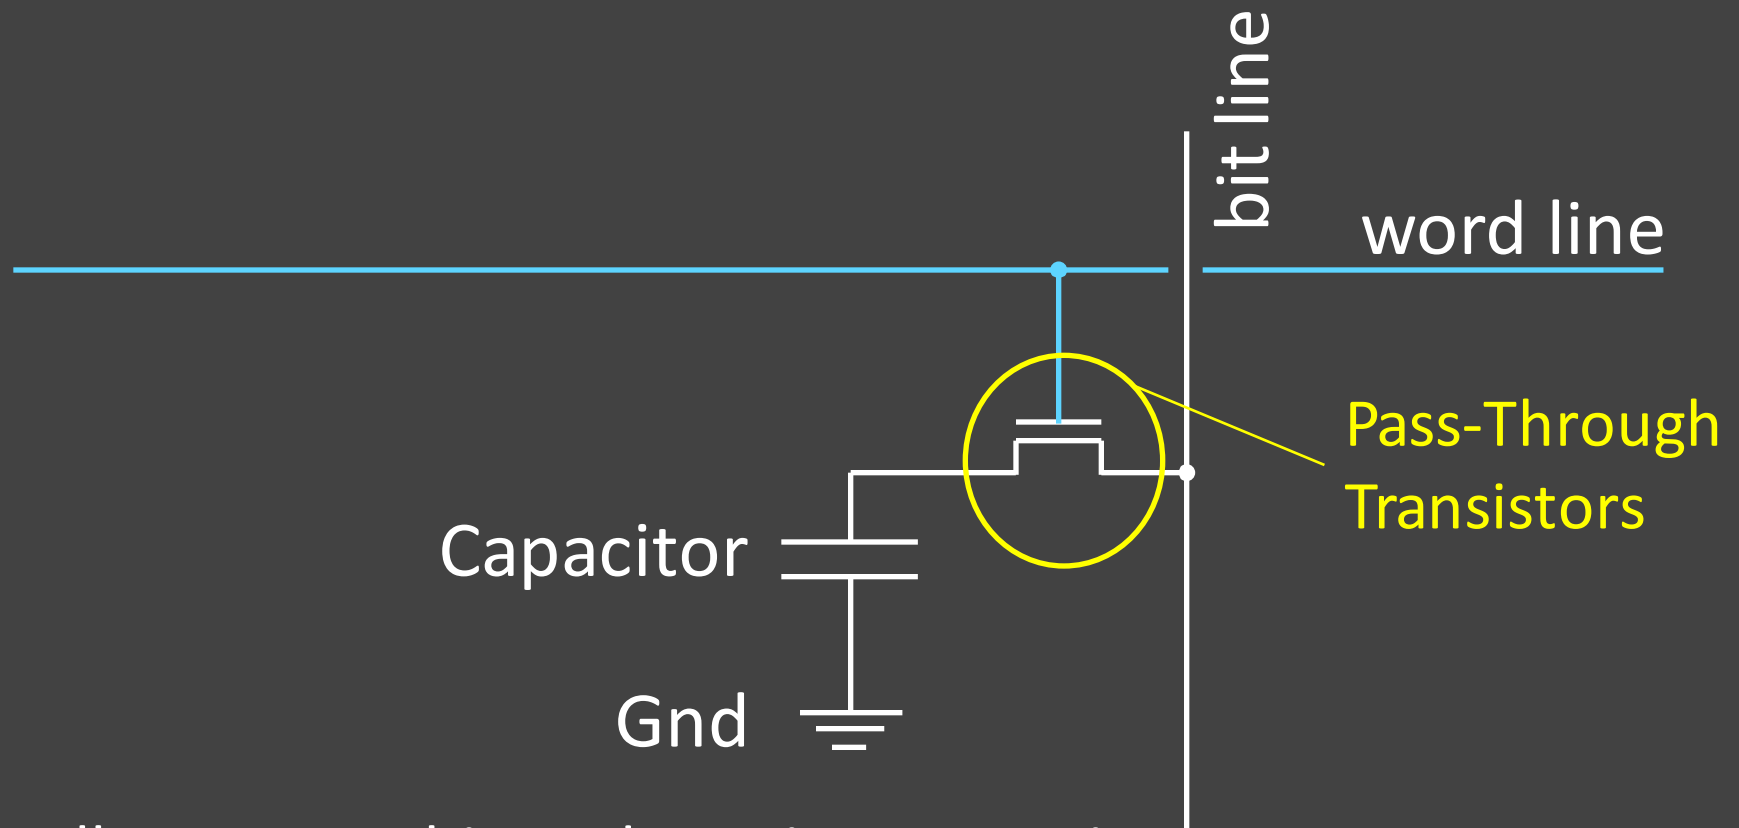 bit line
word line
Pass-Through
Transistors
Capacitor
Gnd